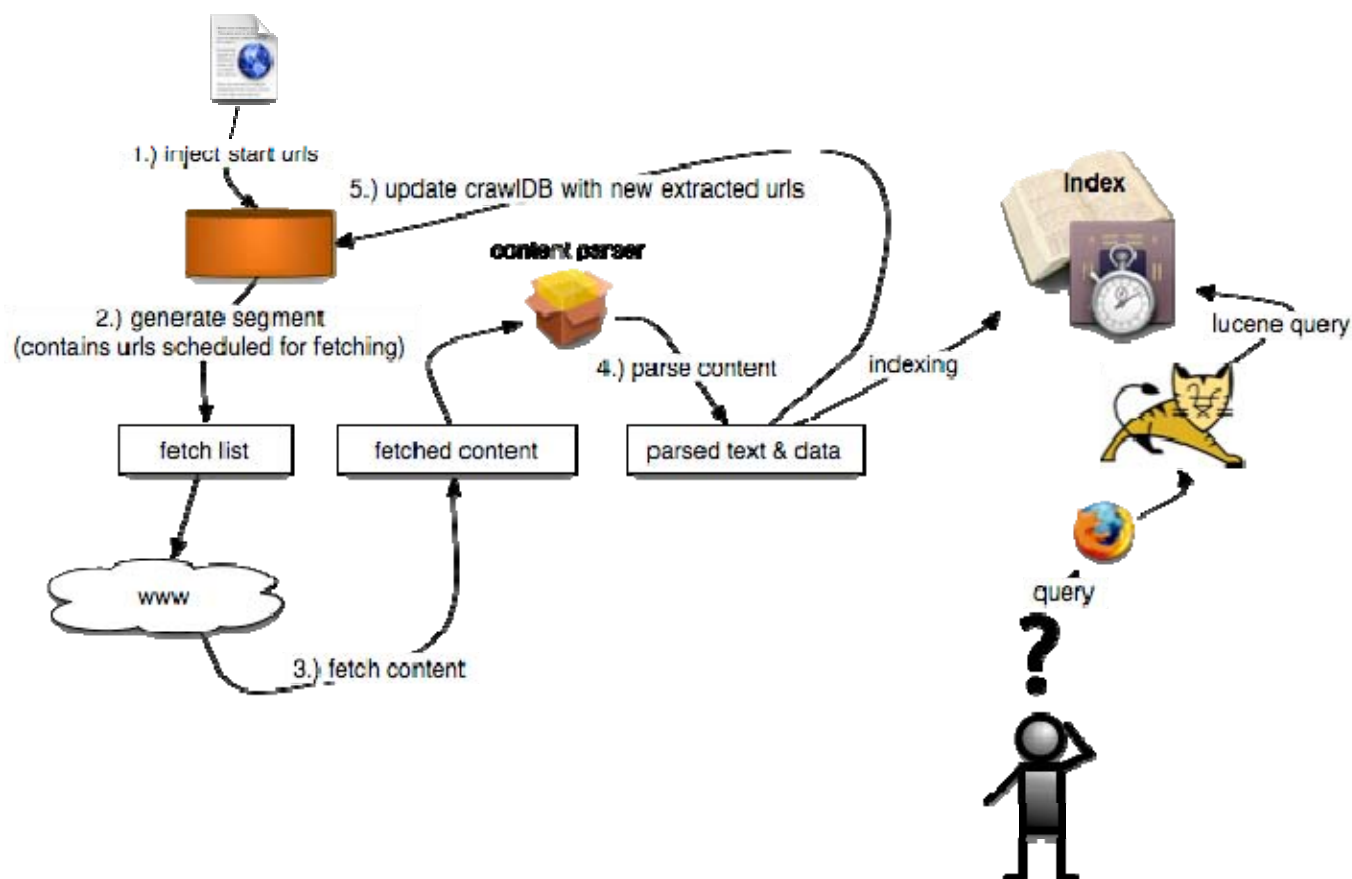 1.) inject start urls
5.) update crawlDB with new extracted urls
Index
content parser
2.) generate segment
(contains urls scheduled for fetching)
lucene query
4.) parse content
indexing
fetch list
fetched content
parsed text & data
www
query
?
3.) fetch content